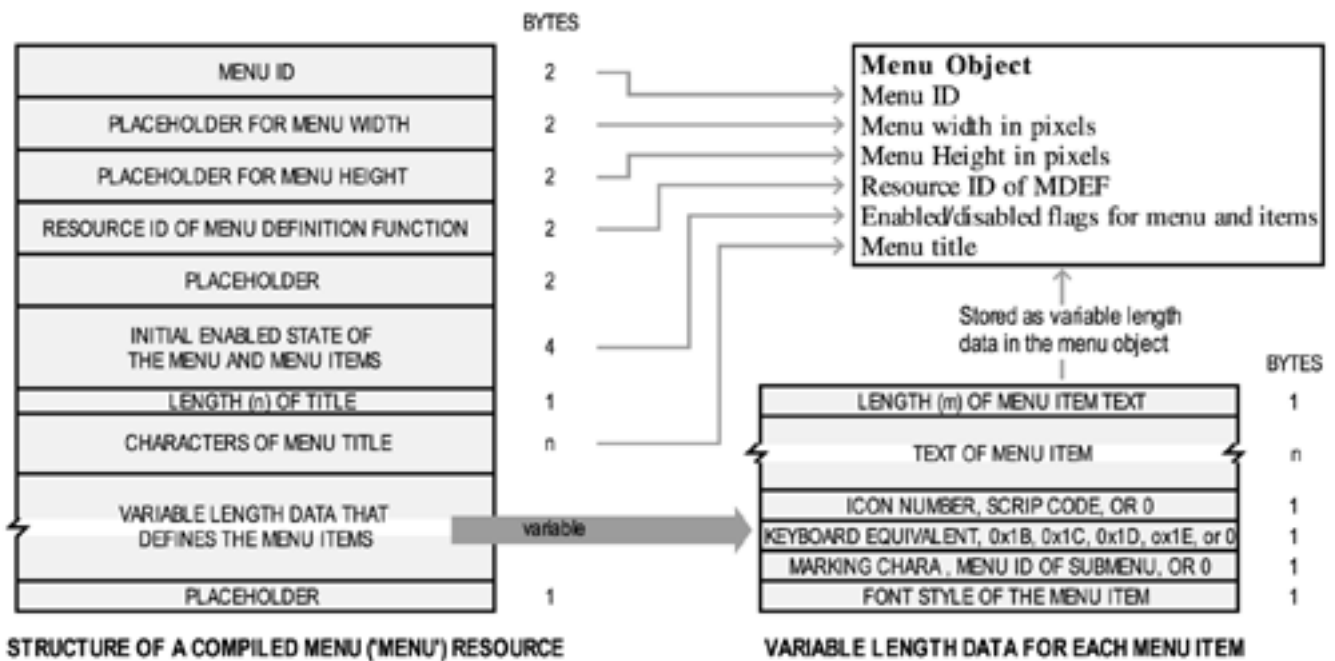 BYTES
MENU ID
2
PLACEHOLDER FOR MENU WIDTH
2
PLACEHOLDER FOR MENU HEIGHT
2
RESOURCE ID OF MENU DEFINITION FUNCTION
2
PLACEHOLDER
2
INITIAL ENABLED STATE OF
THE MENU AND MENU ITEMS
4
LENGTH (n) OF TITLE
1
CHARACTERS OF MENU TITLE
n
VARIABLE LENGTH DATA THAT
DEFINES THE MENU ITEMS
variable
PLACEHOLDER
1
STRUCTURE OF A COMPILED MENU ('MENU') RESOURCE
Menu Object
Menu ID
Menu width in pixels
Menu Height in pixels
Resource ID of MDEF
Enabled/disabled flags for menu and items
Menu title
Stored as variable length
data in the menu object
BYTES
LENGTH (m) OF MENU ITEM TEXT
1
TEXT OF MENU ITEM
n
ICON NUMBER, SCRIP CODE, OR 0
1
KEYBOARD EQUIVALENT, 0x1B, 0x1C, 0x1D, ox1E, or 0
1
MARKING CHARA , MENU ID OF SUBMENU, OR 0
1
FONT STYLE OF THE MENU ITEM
1
VARIABLE LENGTH DATA FOR EACH MENU ITEM